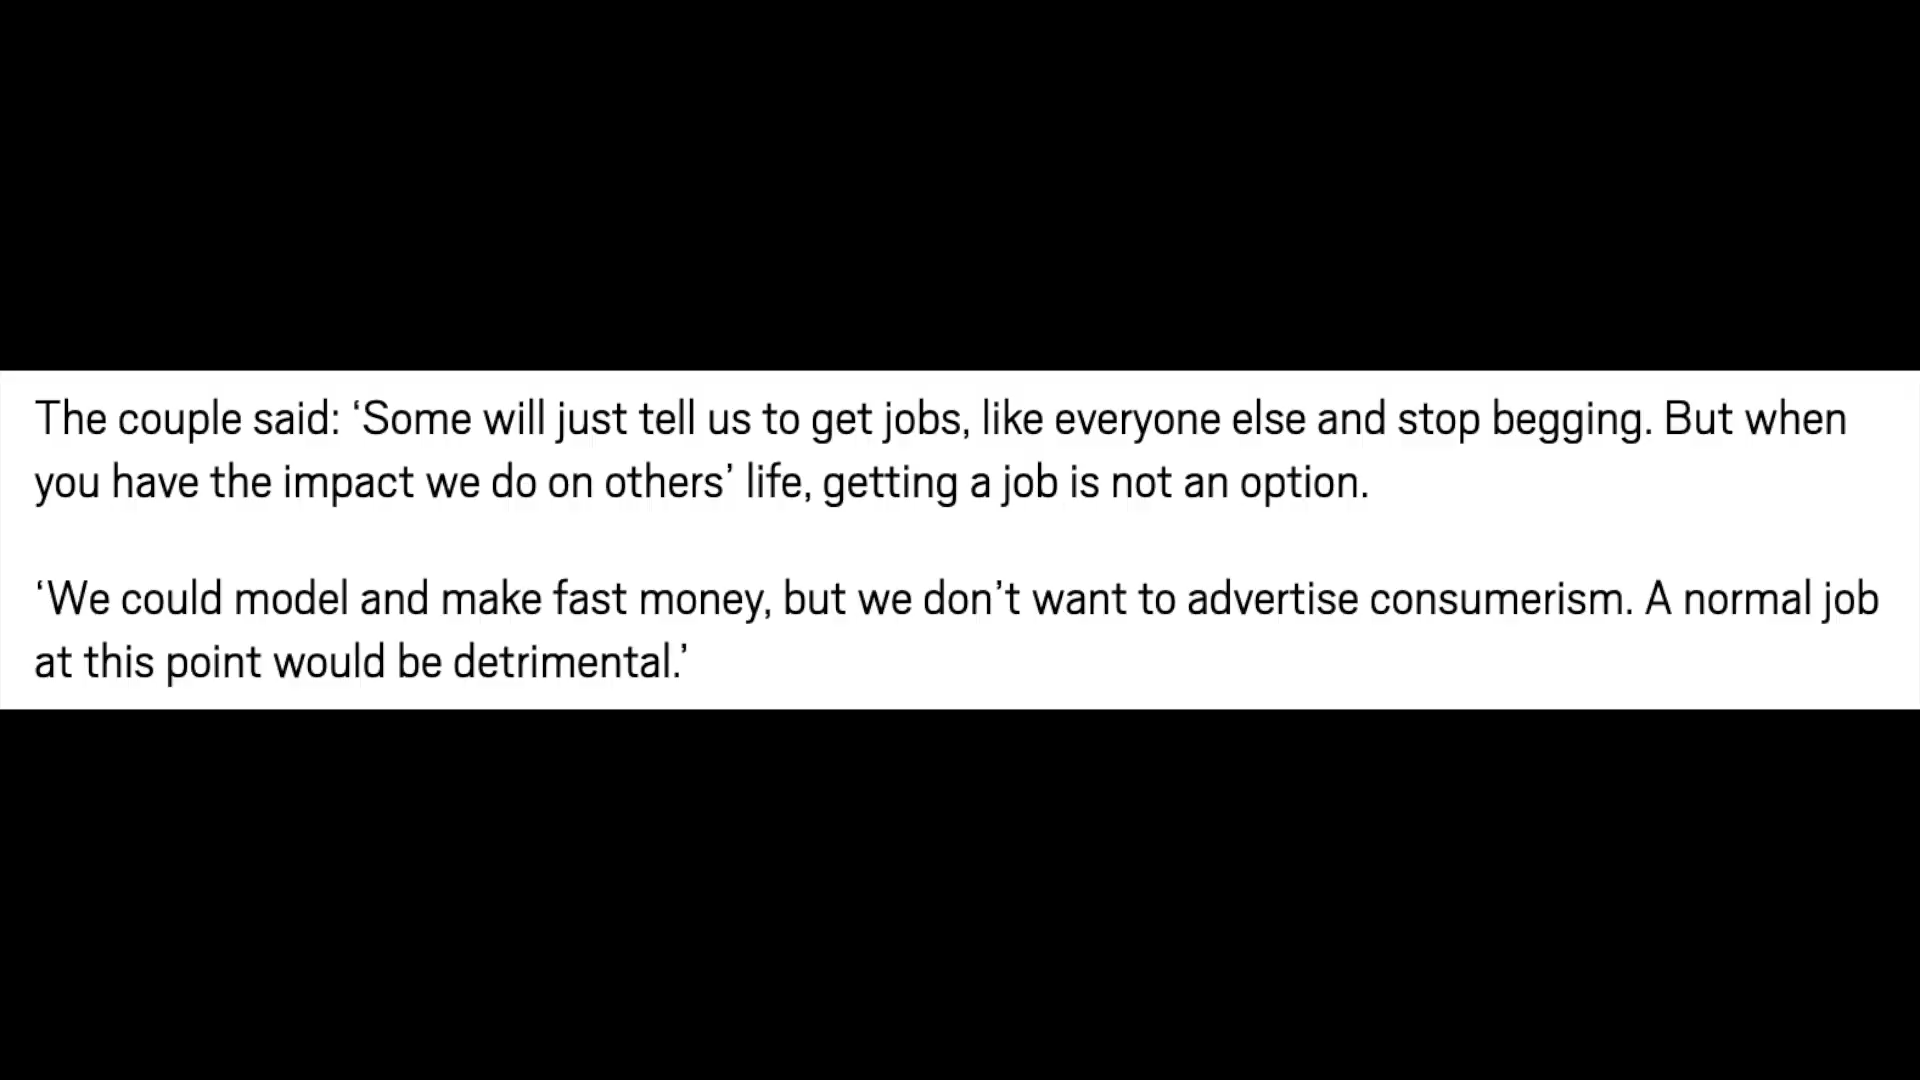 The couple said: ‘Some will just tell us to get jobs, like everyone else and stop begging. But when
you have the impact we do on others’ life, getting a job is not an option.
‘We could model and make fast money, but we don’t want to advertise consumerism. A normal job
at this point would be detrimental.’